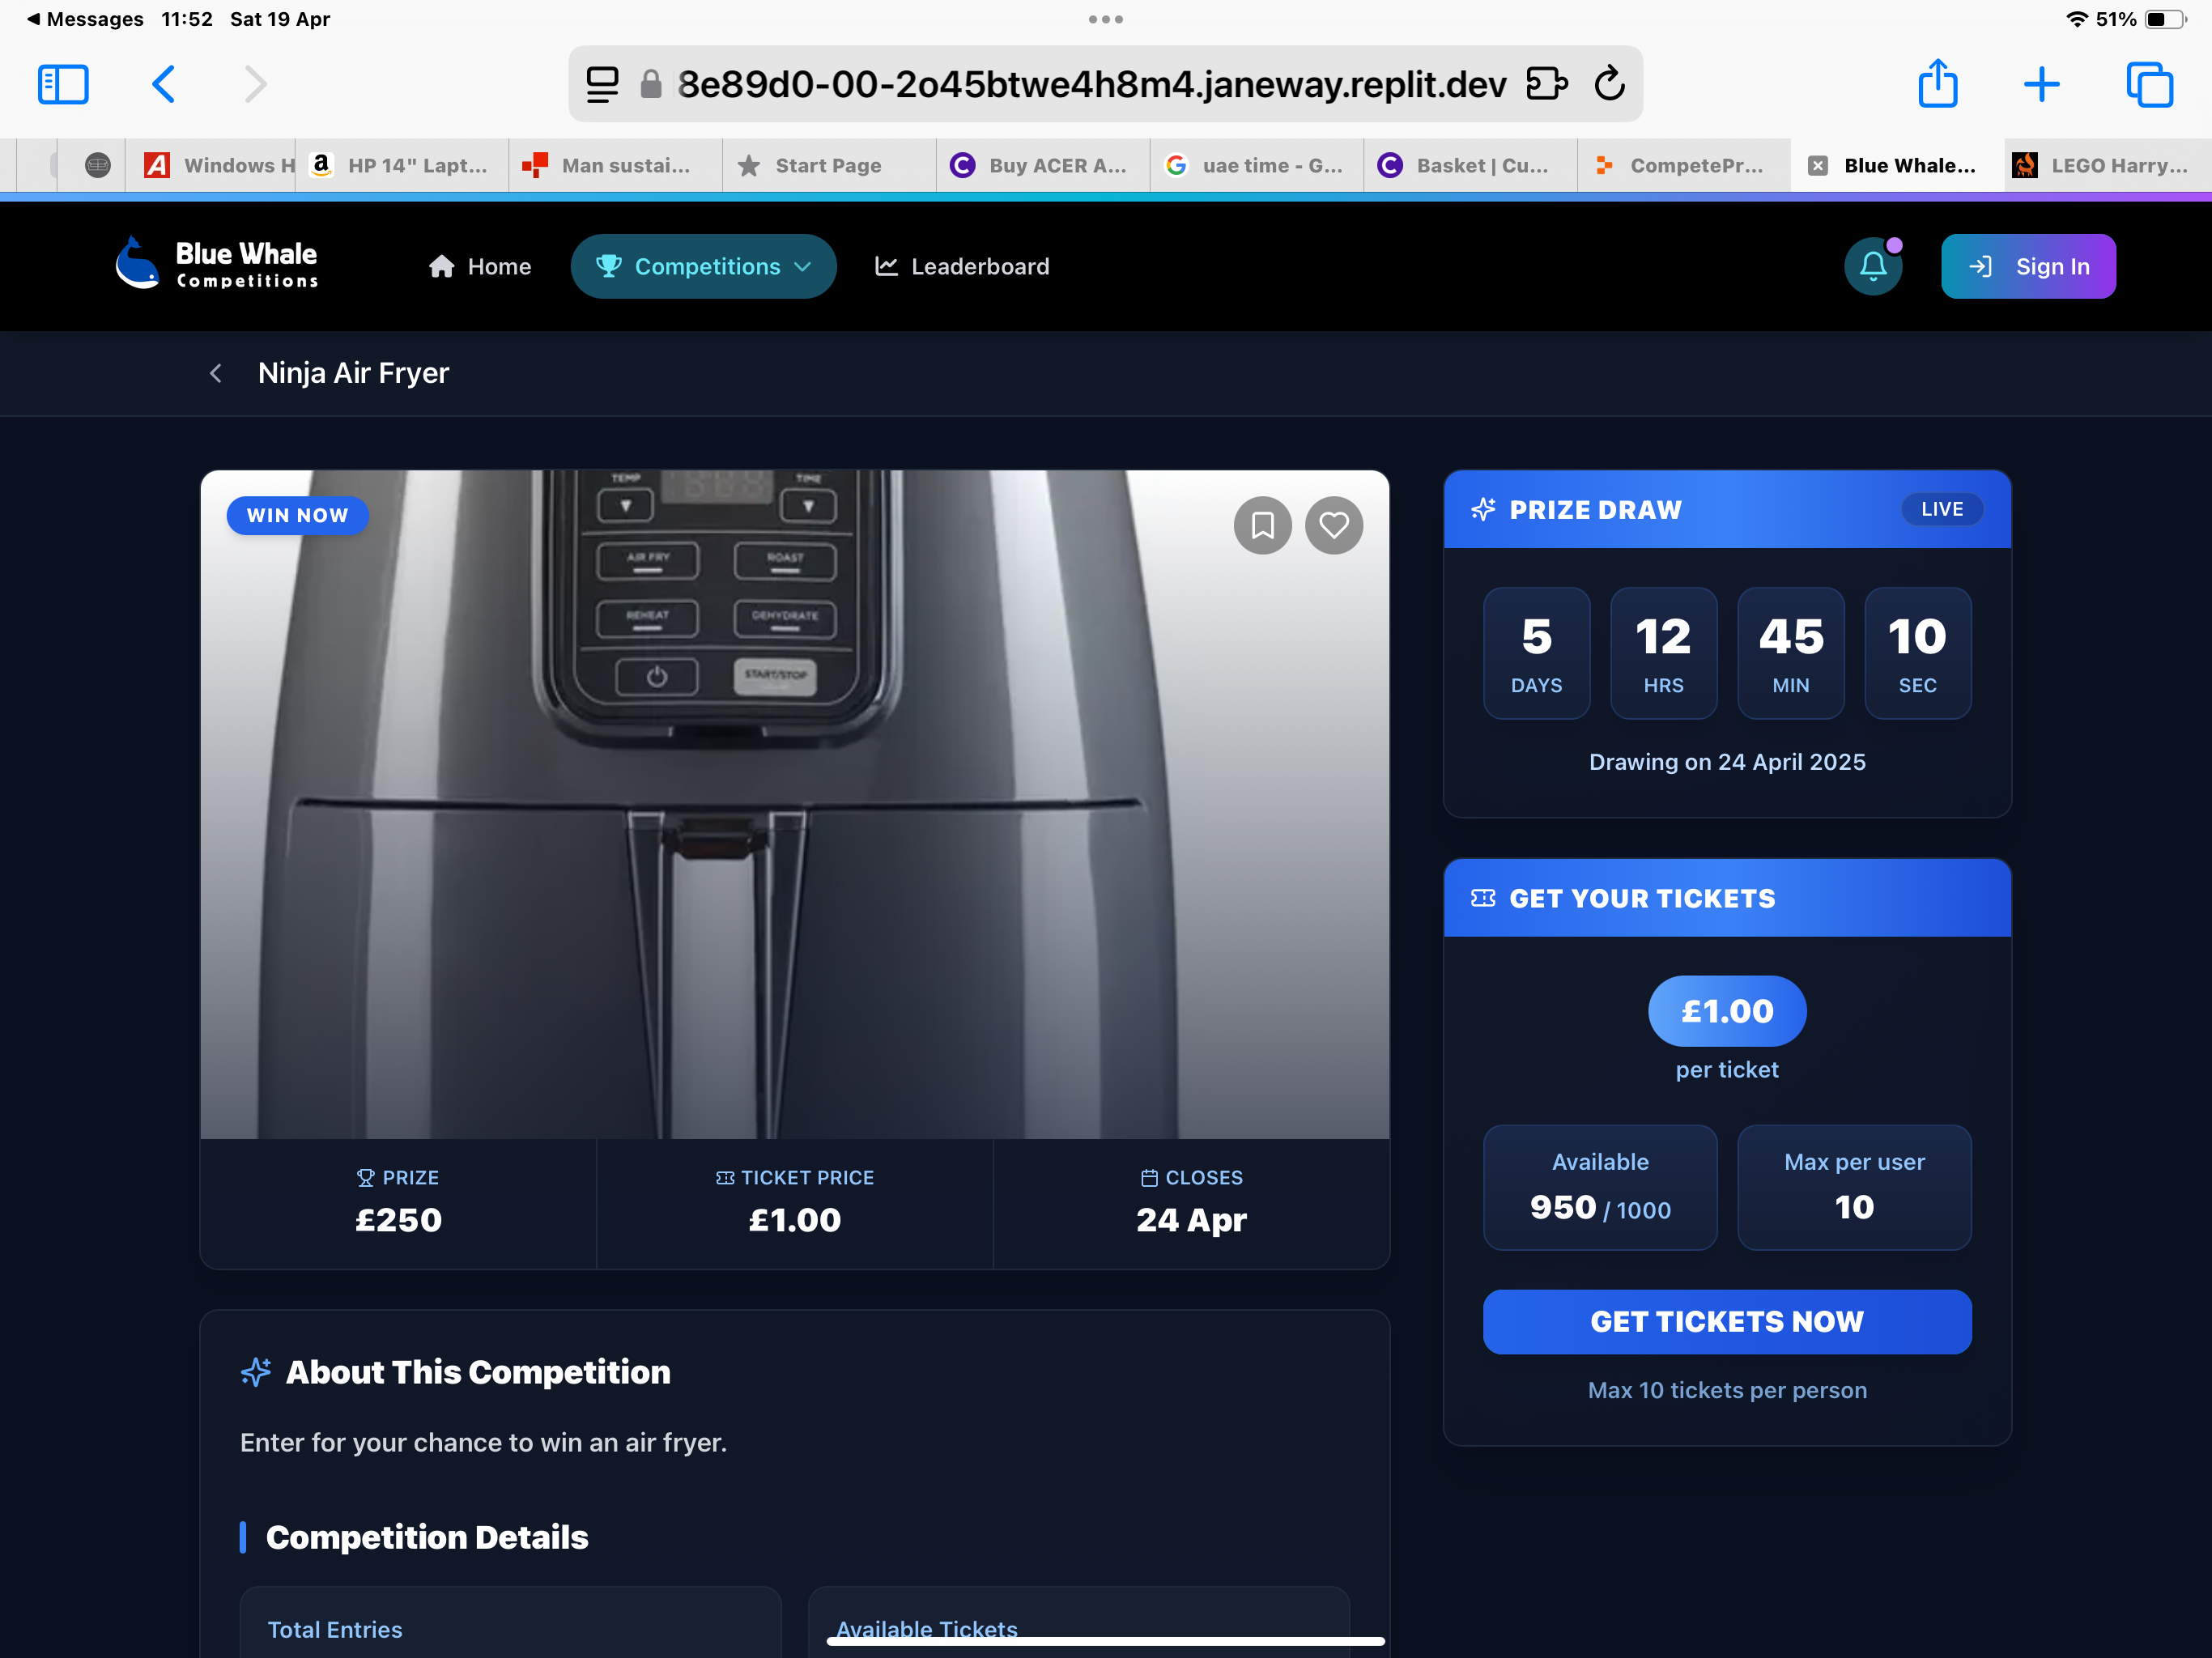 Messages 11:52 Sat 19 Apr
51%
8e89d0-00-2o45btwe4h8m4.janeway.replit.dev
Windows H
HP 14" Lapt...
Man sustai...
Start Page
Buy ACER A...
uae time - G...
Basket | Cu...
CompetePr...
Blue Whale...
LEGO Harry...
Blue Whale
Competitions
Home
Competitions
Leaderboard
Sign In
Ninja Air Fryer
WIN NOW
TEMP
TIME
AIR FRY
ROAST
REHEAT
DEHYDRATE
START/STOP
PRIZE
£250
TICKET PRICE
£1.00
CLOSES
24 Apr
About This Competition
Enter for your chance to win an air fryer.
Competition Details
Total Entries
Available Tickets
PRIZE DRAW
LIVE
5
DAYS
12
HRS
45
MIN
10
SEC
Drawing on 24 April 2025
GET YOUR TICKETS
£1.00
per ticket
Available
950 / 1000
Max per user
10
GET TICKETS NOW
Max 10 tickets per person